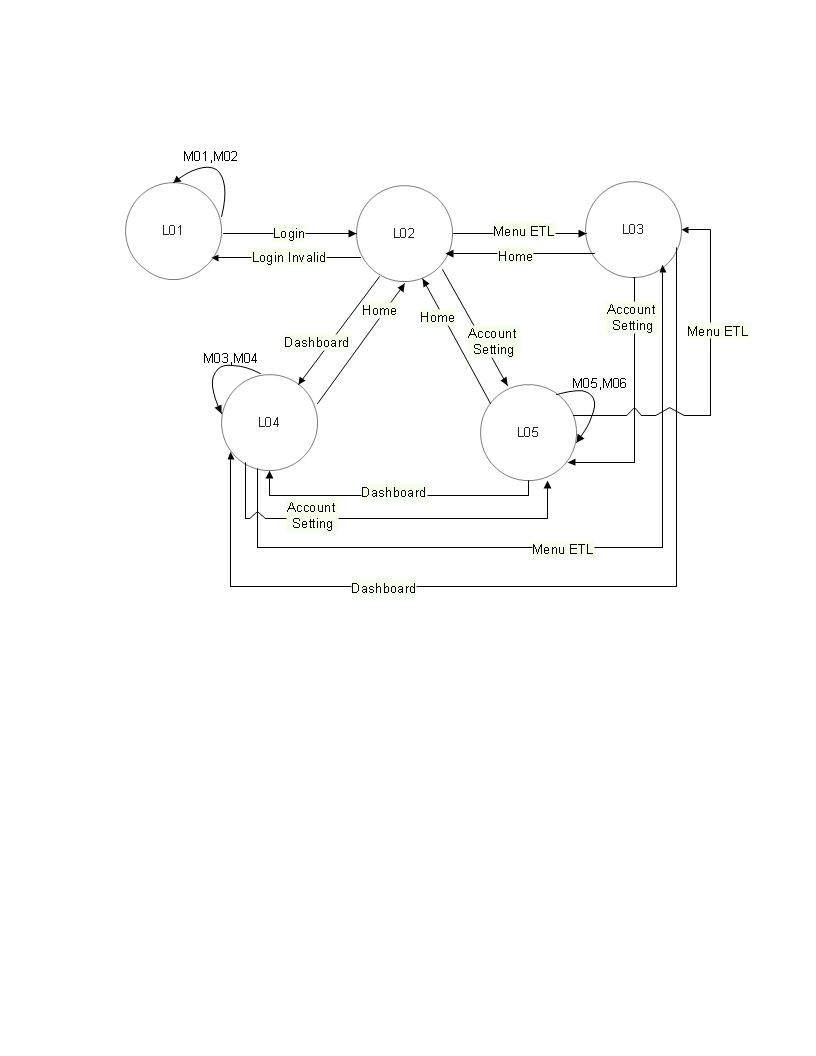 M01,M02
L01
L02
L03
Login
Menu ETL
Login Invalid
Home
Home
Home
Account
Setting
Menu ETL
Dashboard
Account
Setting
M03,M04
M05,M06
L04
L05
Dashboard
Account
Setting
Menu ETL
Dashboard